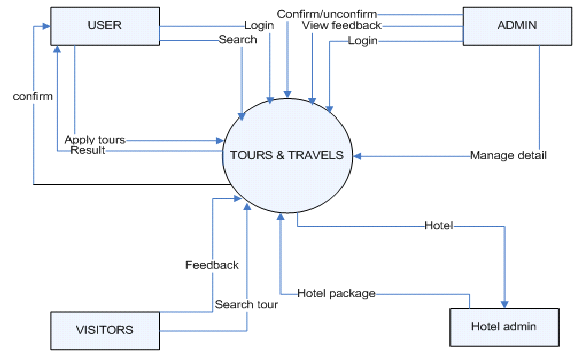 USER
Login
Search
Confirm/unconfirm
View feedback
Login
ADMIN
confirm
Apply tours
Result
TOURS & TRAVELS
Manage detail
Feedback
Search tour
Hotel
Hotel package
VISITORS
Hotel admin